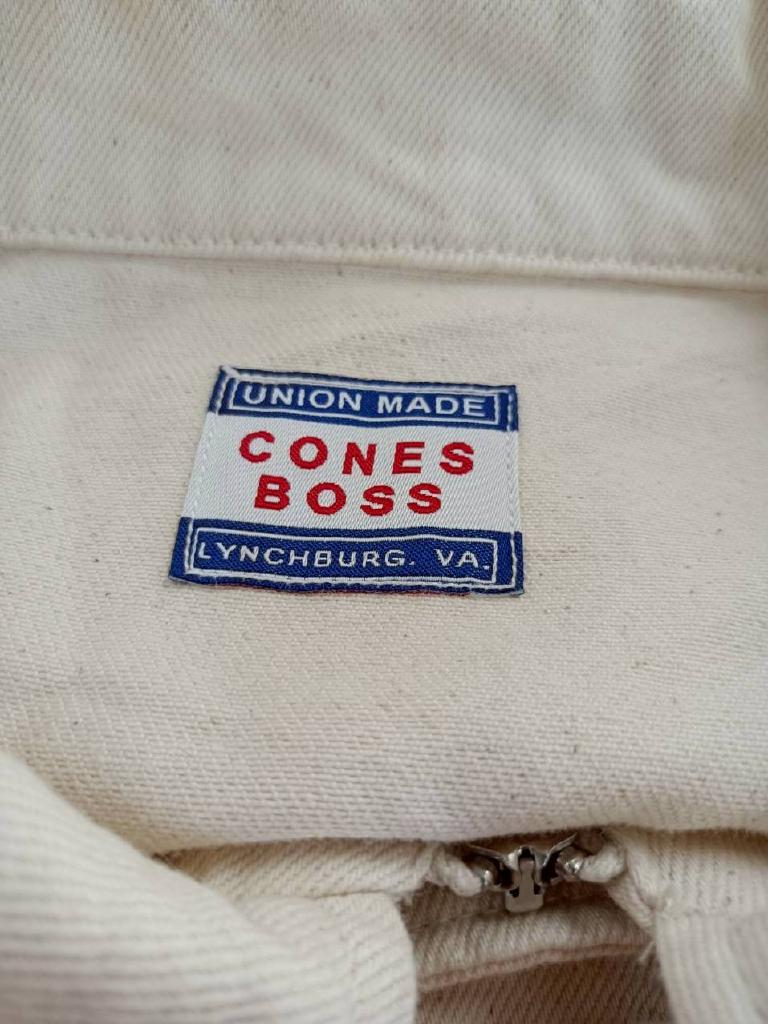 UNION MADE
CONES
BOSS
LYNCHBURG. VA.